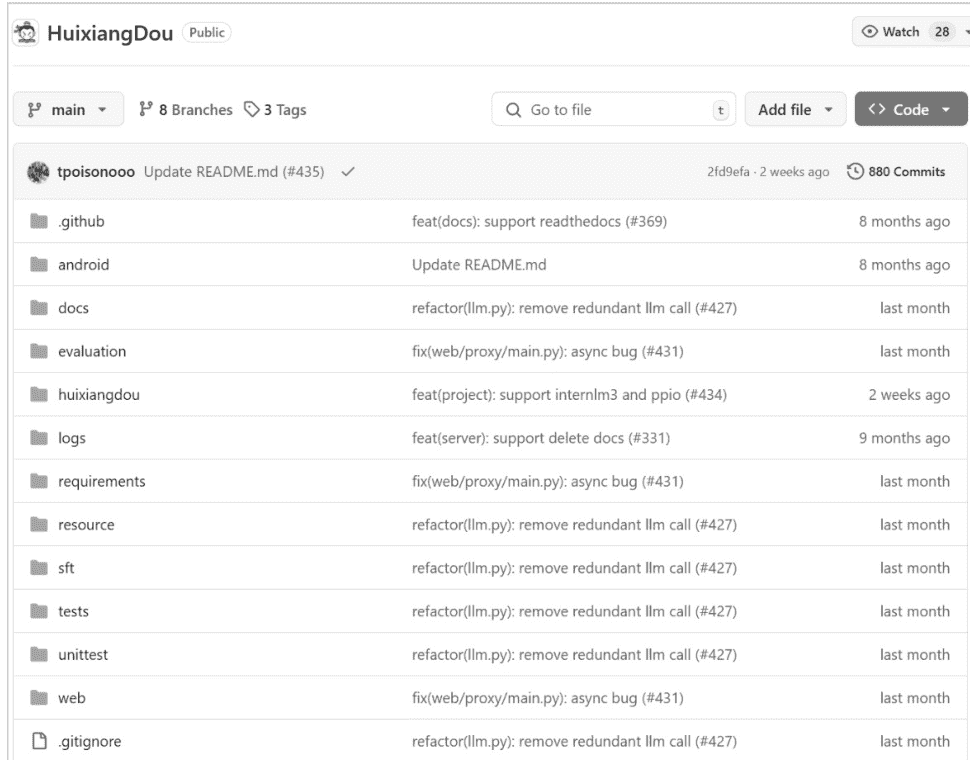 HuixiangDou Public Watch 28
main 8 Branches 3 Tags Go to file t Add file Code
tpoisonooo Update README.md (#435) 2fd9efa · 2 weeks ago 880 Commits
.github feat(docs): support readthedocs (#369) 8 months ago
android Update README.md 8 months ago
docs refactor(llm.py): remove redundant llm call (#427) last month
evaluation fix(web/proxy/main.py): async bug (#431) last month
huixiangdou feat(project): support internlm3 and ppio (#434) 2 weeks ago
logs feat(server): support delete docs (#331) 9 months ago
requirements fix(web/proxy/main.py): async bug (#431) last month
resource refactor(llm.py): remove redundant llm call (#427) last month
sft refactor(llm.py): remove redundant llm call (#427) last month
tests refactor(llm.py): remove redundant llm call (#427) last month
unittest refactor(llm.py): remove redundant llm call (#427) last month
web fix(web/proxy/main.py): async bug (#431) last month
.gitignore refactor(llm.py): remove redundant llm call (#427) last month